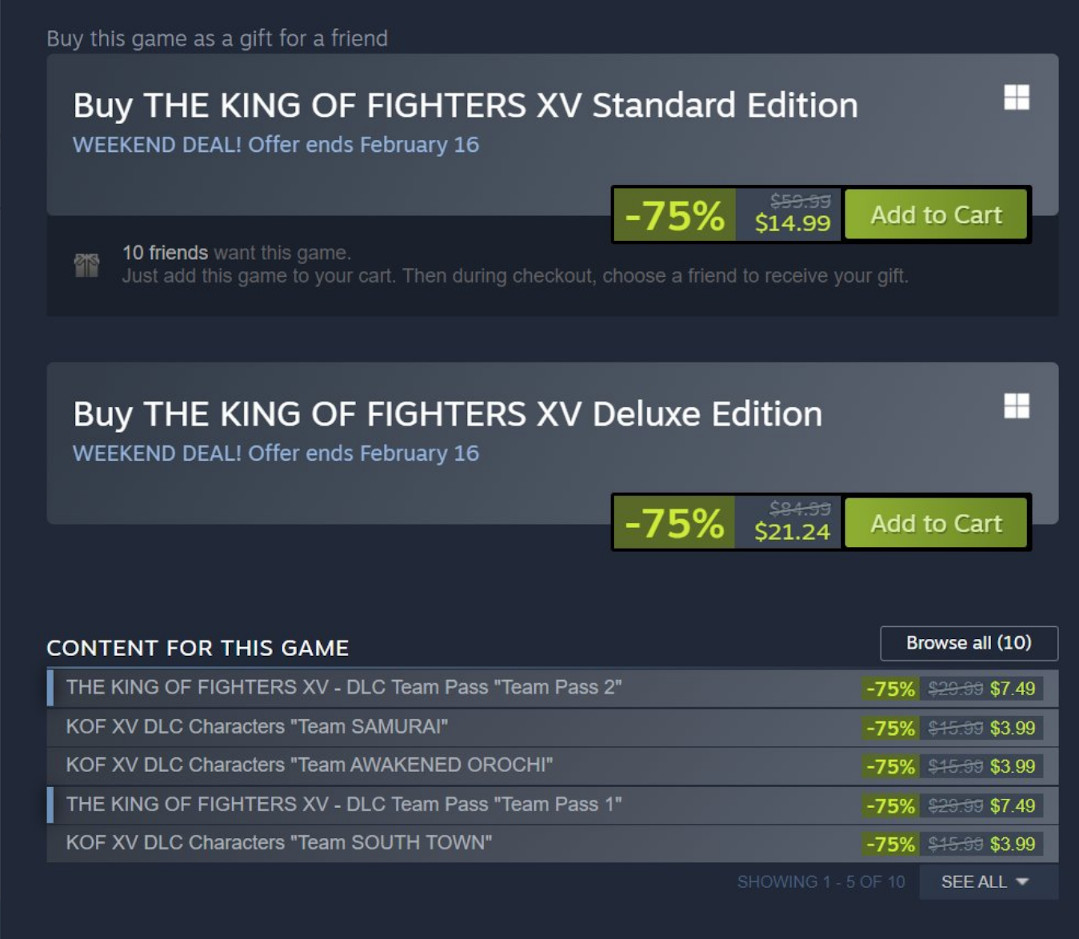 Buy this game as a gift for a friend
Buy THE KING OF FIGHTERS XV Standard Edition
WEEKEND DEAL! Offer ends February 16
-75%
$59.99
$14.99
Add to Cart
10 friends want this game.
Just add this game to your cart. Then during checkout, choose a friend to receive your gift.
Buy THE KING OF FIGHTERS XV Deluxe Edition
WEEKEND DEAL! Offer ends February 16
-75%
$84.99
$21.24
Add to Cart
CONTENT FOR THIS GAME
Browse all (10)
THE KING OF FIGHTERS XV - DLC Team Pass "Team Pass 2" -75% $29.99 $7.49
KOF XV DLC Characters "Team SAMURAI" -75% $15.99 $3.99
KOF XV DLC Characters "Team AWAKENED OROCHI" -75% $15.99 $3.99
THE KING OF FIGHTERS XV - DLC Team Pass "Team Pass 1" -75% $29.99 $7.49
KOF XV DLC Characters "Team SOUTH TOWN" -75% $15.99 $3.99
SHOWING 1 - 5 OF 10 SEE ALL